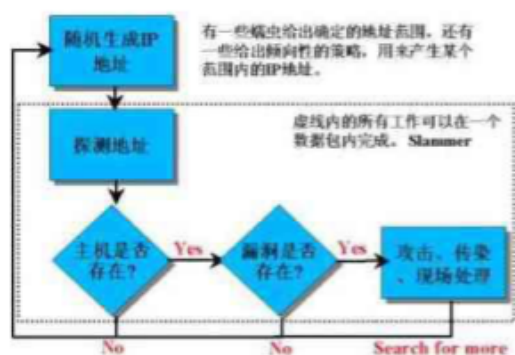 随机生成IP
地址
有一些蠕虫给出确定的地址范围,还有
一些给出倾向性的策略,用来产生某个
范围内的IP地址。
虚线内的所有工作可以在一个
数据包内完成。 Slammer
探测地址
主机是否
存在?
Yes
漏洞是否
存在?
Yes
攻击、传染
、现场处理
No
No
Search for more